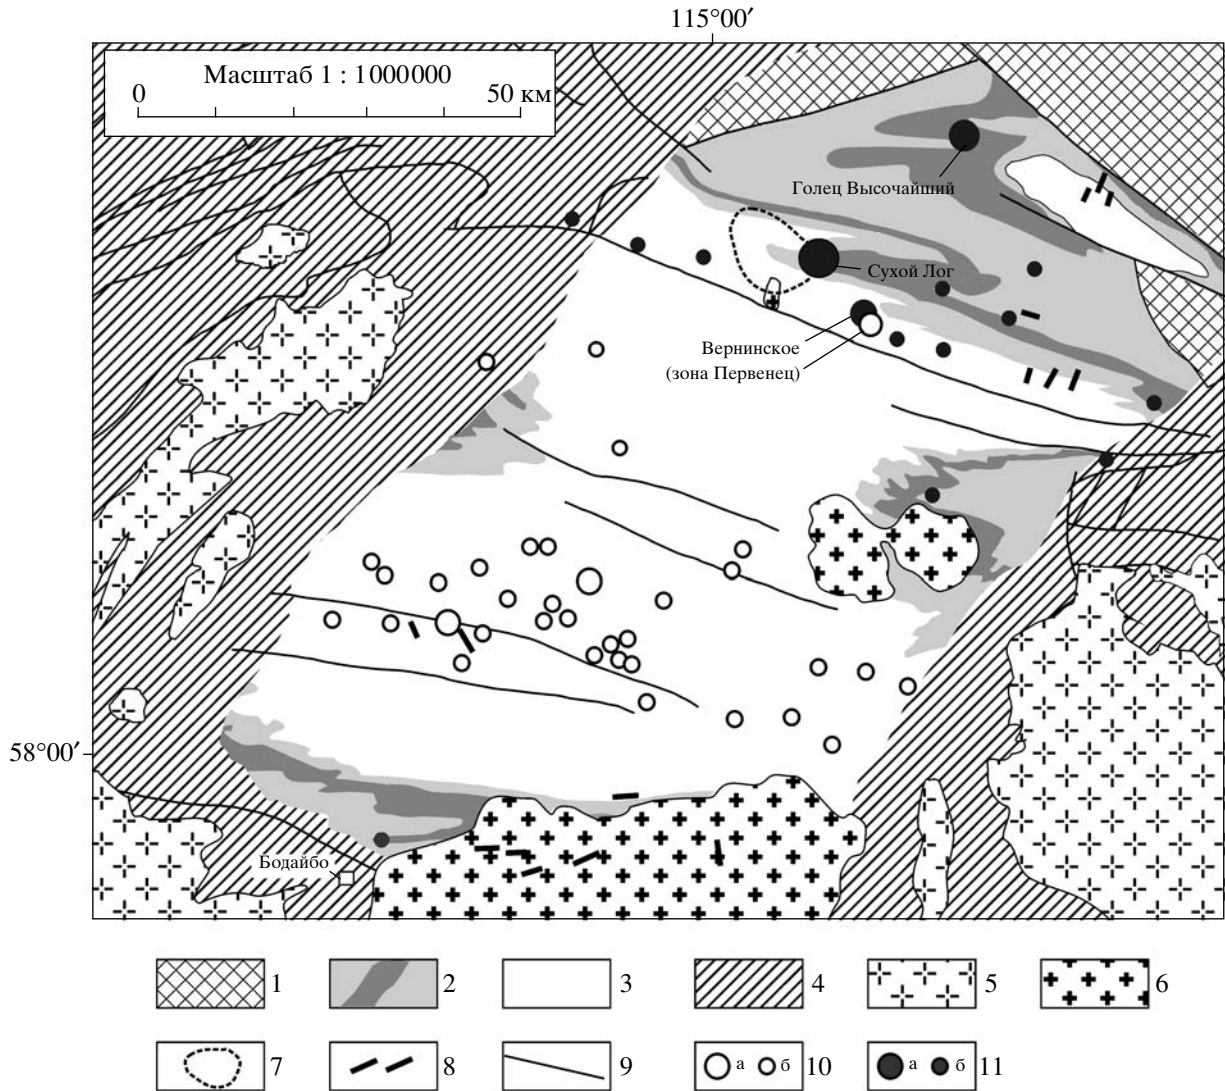 115°00′
Масштаб 1 : 1000000
0 50 км
Голец Высочайший
Сухой Лог
Вернинское
(зона Первенец)
58°00′
Бодайбо
1 2 3 4 5 6
7 8 9 а б 10 а б 11